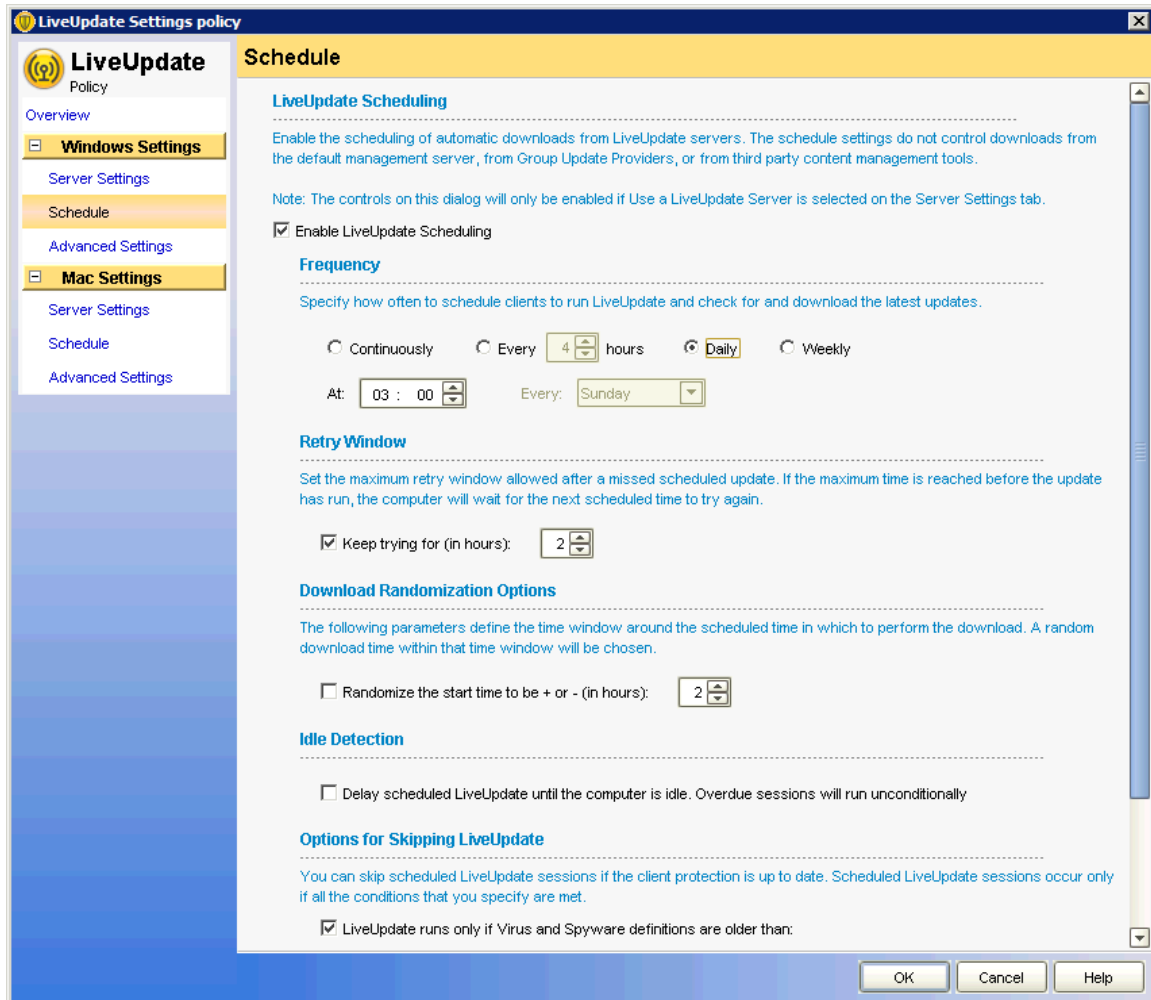 LiveUpdate Settings policy
LiveUpdate
Policy
Overview
Windows Settings
Server Settings
Schedule
Advanced Settings
Mac Settings
Server Settings
Schedule
Advanced Settings
Schedule
LiveUpdate Scheduling
Enable the scheduling of automatic downloads from LiveUpdate servers. The schedule settings do not control downloads from
the default management server, from Group Update Providers, or from third party content management tools.
Note: The controls on this dialog will only be enabled if Use a LiveUpdate Server is selected on the Server Settings tab.
Enable LiveUpdate Scheduling
Frequency
Specify how often to schedule clients to run LiveUpdate and check for and download the latest updates.
Continuously Every 4 hours Daily Weekly
At: 03 : 00 Every: Sunday
Retry Window
Set the maximum retry window allowed after a missed scheduled update. If the maximum time is reached before the update
has run, the computer will wait for the next scheduled time to try again.
Keep trying for (in hours): 2
Download Randomization Options
The following parameters define the time window around the scheduled time in which to perform the download. A random
download time within that time window will be chosen.
Randomize the start time to be + or - (in hours): 2
Idle Detection
Delay scheduled LiveUpdate until the computer is idle. Overdue sessions will run unconditionally
Options for Skipping LiveUpdate
You can skip scheduled LiveUpdate sessions if the client protection is up to date. Scheduled LiveUpdate sessions occur only
if all the conditions that you specify are met.
LiveUpdate runs only if Virus and Spyware definitions are older than:
OK Cancel Help